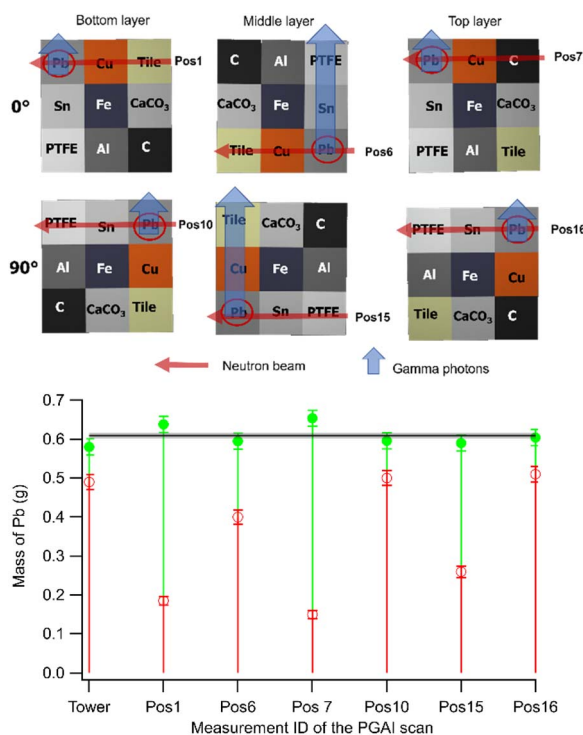 Bottom layer Middle layer Top layer
0°
Pb Cu Tile Pos1
Sn Fe CaCO3
PTFE Al C
C Al PTFE
CaCO3 Fe Sn
Tile Cu Pb Pos6
Pb Cu C Pos7
Sn Fe CaCO3
PTFE Al Tile
90°
PTFE Sn Pb Pos10
Al Fe Cu
C CaCO3 Tile
Tile CaCO3 C
Cu Fe Al
Pb Sn PTFE Pos15
PTFE Sn Pb Pos16
Al Fe Cu
Tile CaCO3 C
Neutron beam Gamma photons
Mass of Pb (g)
0.7
0.6
0.5
0.4
0.3
0.2
0.1
0.0
Tower Pos1 Pos6 Pos 7 Pos10 Pos15 Pos16
Measurement ID of the PGAI scan